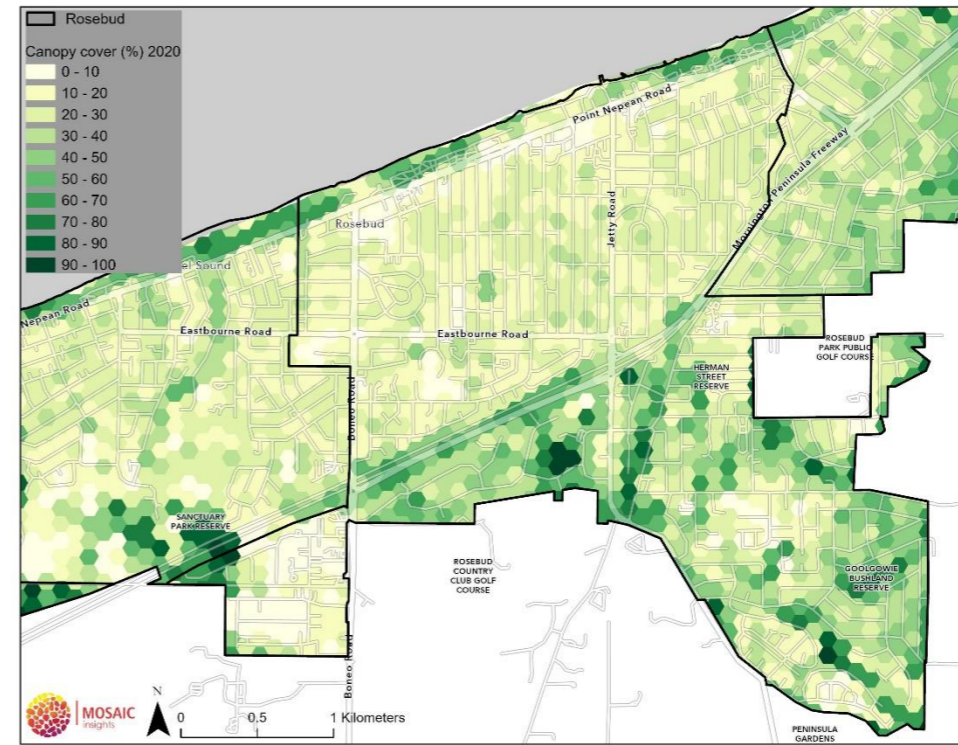 Rosebud
Canopy cover (%) 2020
0 - 10
10 - 20
20 - 30
30 - 40
40 - 50
50 - 60
60 - 70
70 - 80
80 - 90
90 - 100
Point Nepean Road
Mornington Peninsula Freeway
Jetty Road
Rosebud
el Sound
Nepean Road
Eastbourne Road
Eastbourne Road
ROSEBUD
PARK PUBLIC
GOLF COURSE
HERMAN
STREET
RESERVE
Boneo Road
SANCTUARY
PARK RESERVE
ROSEBUD
COUNTRY
CLUB GOLF
COURSE
GOOLGOWIE
BUSHLAND
RESERVE
Boneo Road
MOSAIC
insights
N
0 0.5 1 Kilometers
PENINSULA
GARDENS